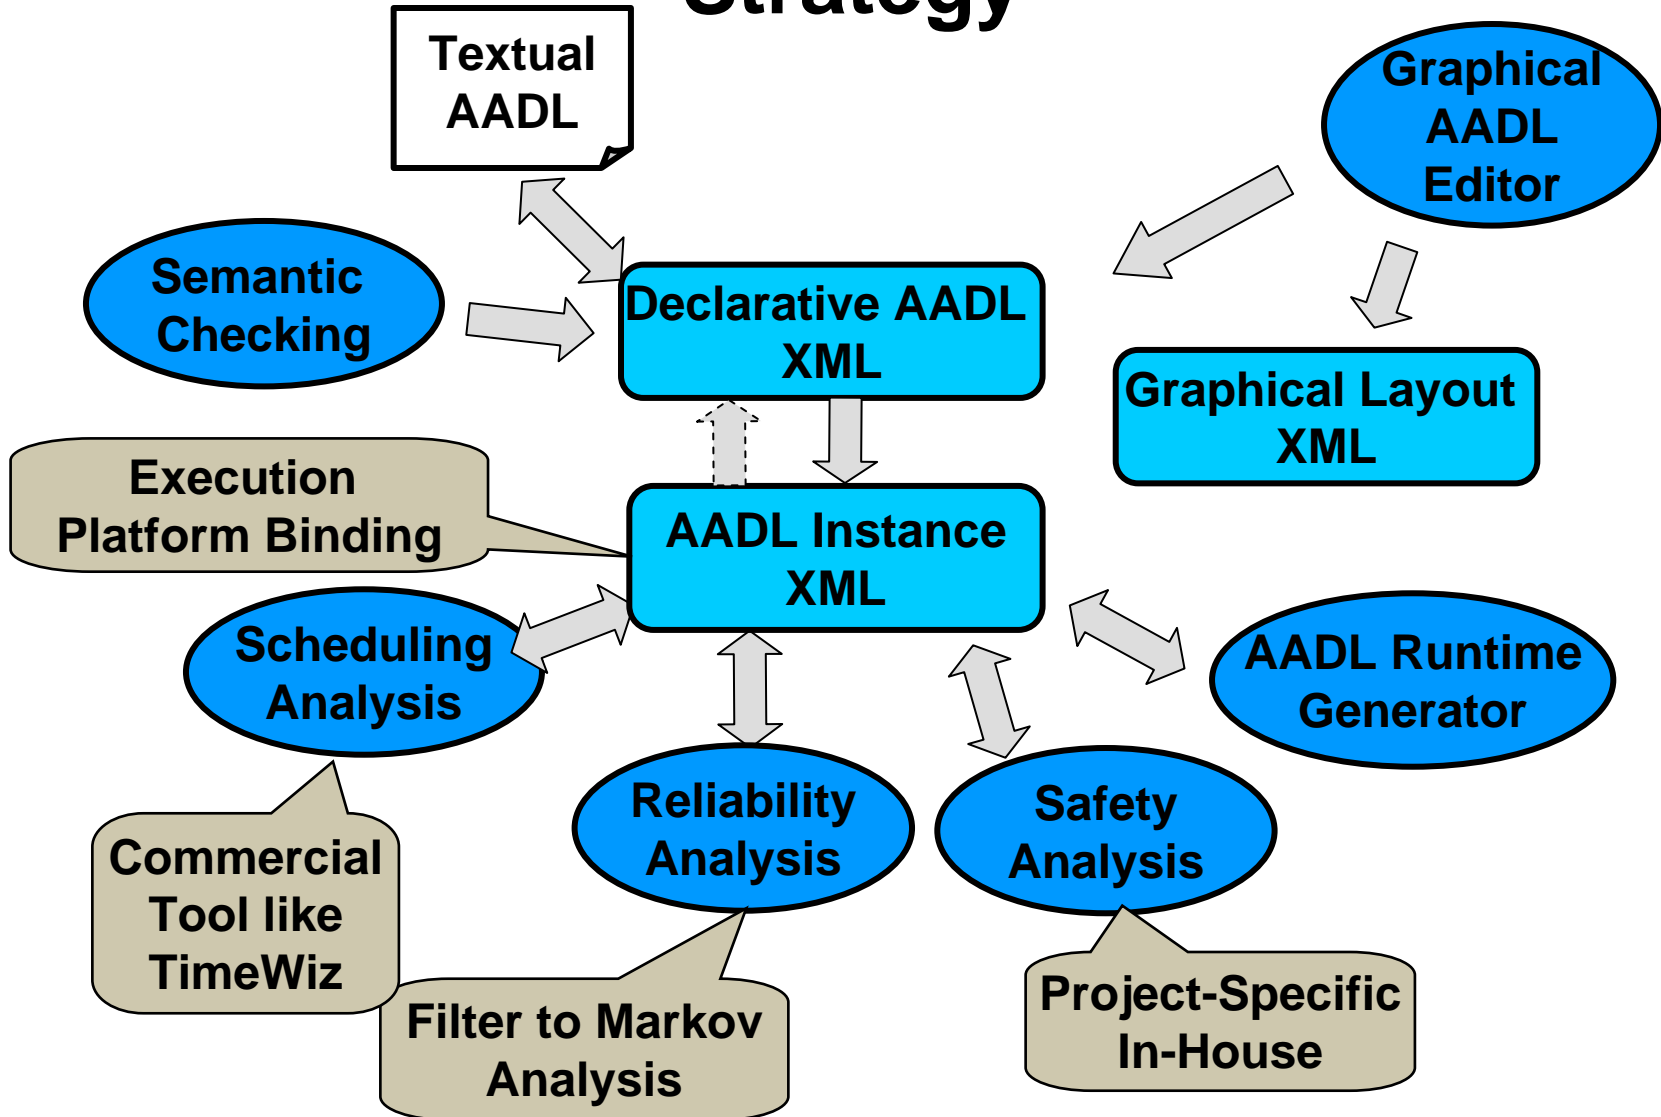 Strategy
Textual
AADL
Graphical
AADL
Editor
Semantic
Checking
Declarative AADL
XML
Graphical Layout
XML
Execution
Platform Binding
AADL Instance
XML
Scheduling
Analysis
AADL Runtime
Generator
Reliability
Analysis
Safety
Analysis
Commercial
Tool like
TimeWiz
Filter to Markov
Analysis
Project-Specific
In-House